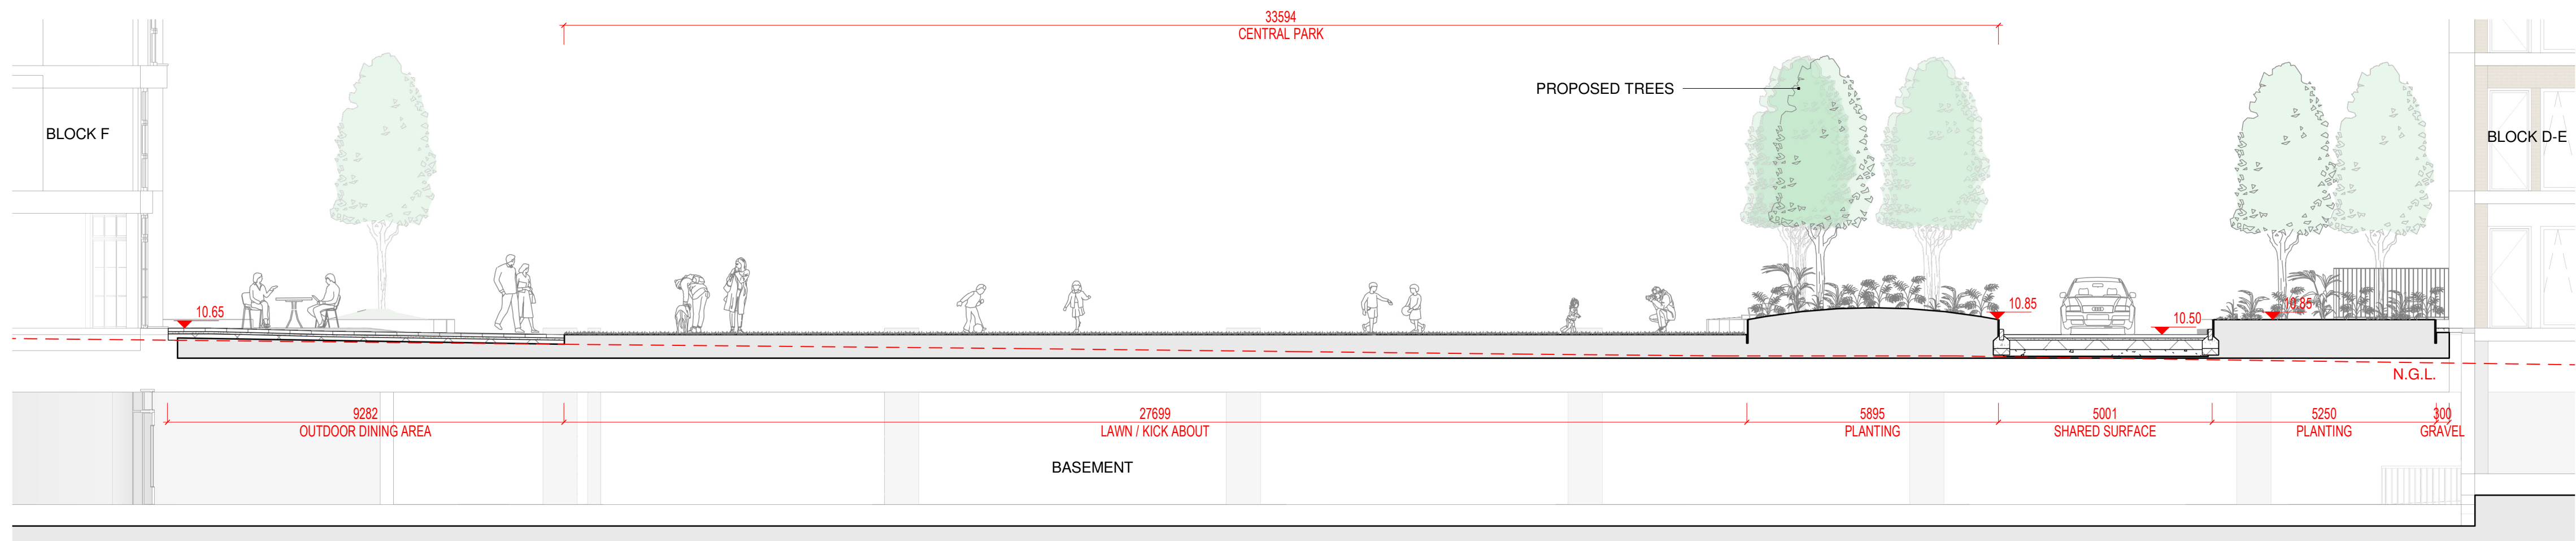 33594
CENTRAL PARK
PROPOSED TREES
BLOCK F
BLOCK D-E
10.65
10.85
10.50
10.85
N.G.L.
9282
OUTDOOR DINING AREA
27699
LAWN / KICK ABOUT
5895
PLANTING
5001
SHARED SURFACE
5250
PLANTING
300
GRAVEL
BASEMENT